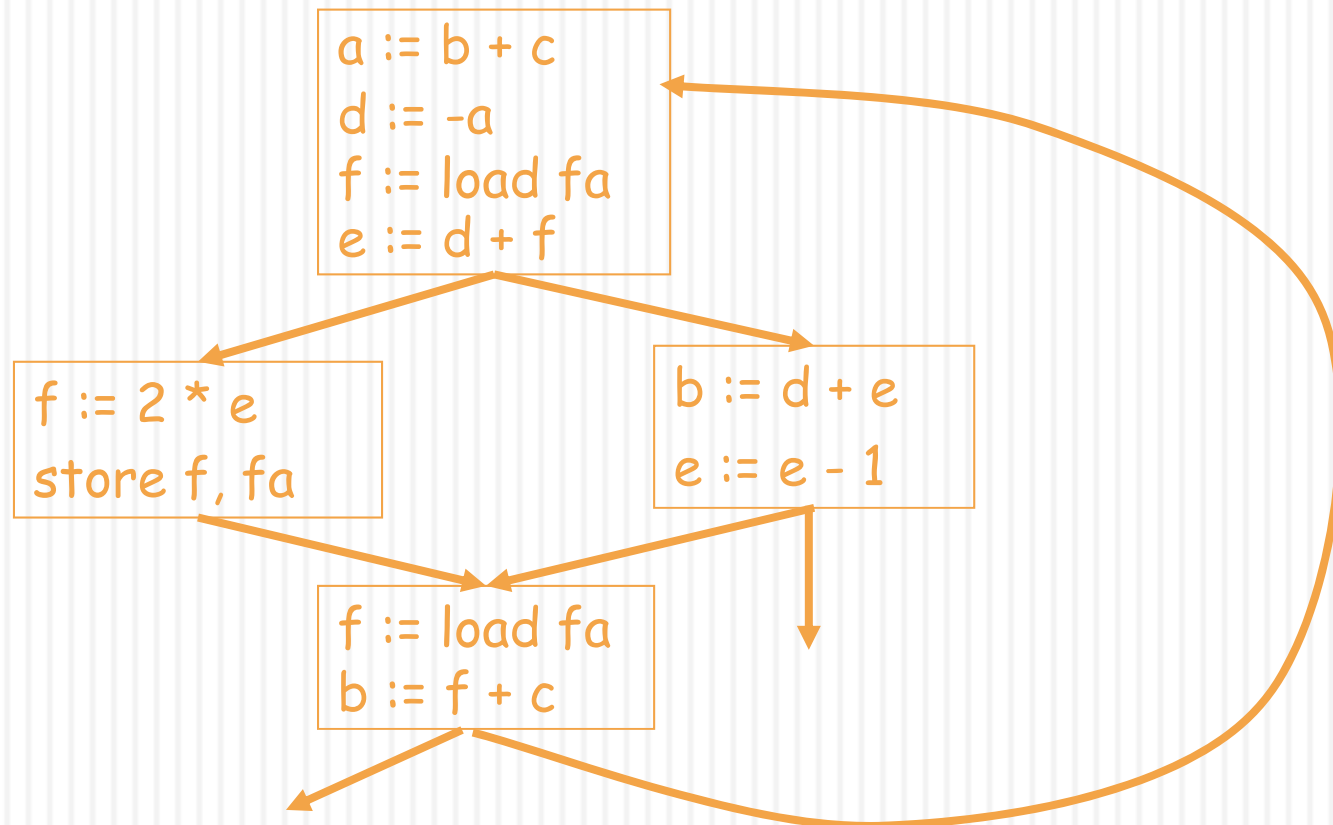 a := b + c
d := -a
f := load fa
e := d + f
f := 2 * e
store f, fa
b := d + e
e := e - 1
f := load fa
b := f + c